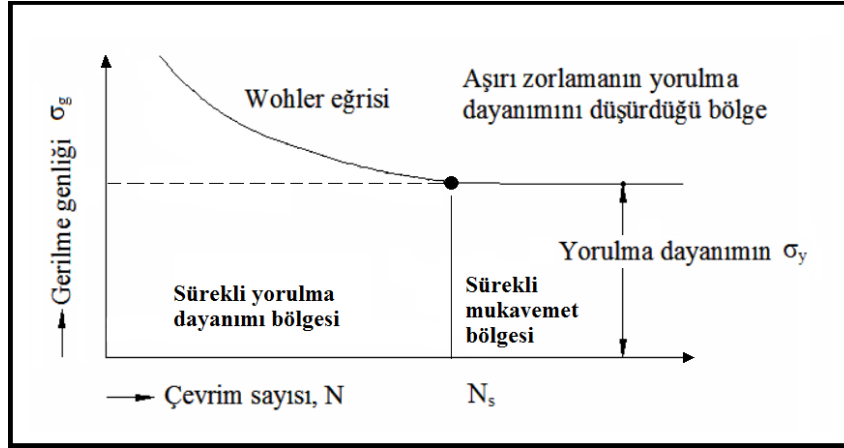 Wohler eğrisi
Aşırı zorlamanın yorulma
dayanımını düşürdüğü bölge
Gerilme genliği σg
Yorulma dayanımın σy
Sürekli yorulma
dayanımı bölgesi
Sürekli
mukavemet
bölgesi
Çevrim sayısı, N
Ns